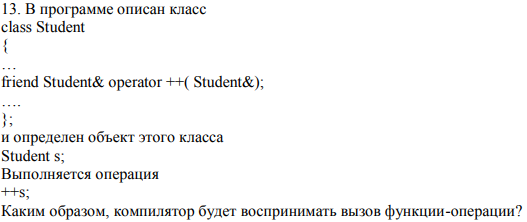 13. В программе описан класс
class Student
{
…
friend Student& operator ++( Student&);
….
};
и определен объект этого класса
Student s;
Выполняется операция
++s;
Каким образом, компилятор будет воспринимать вызов функции-операции?